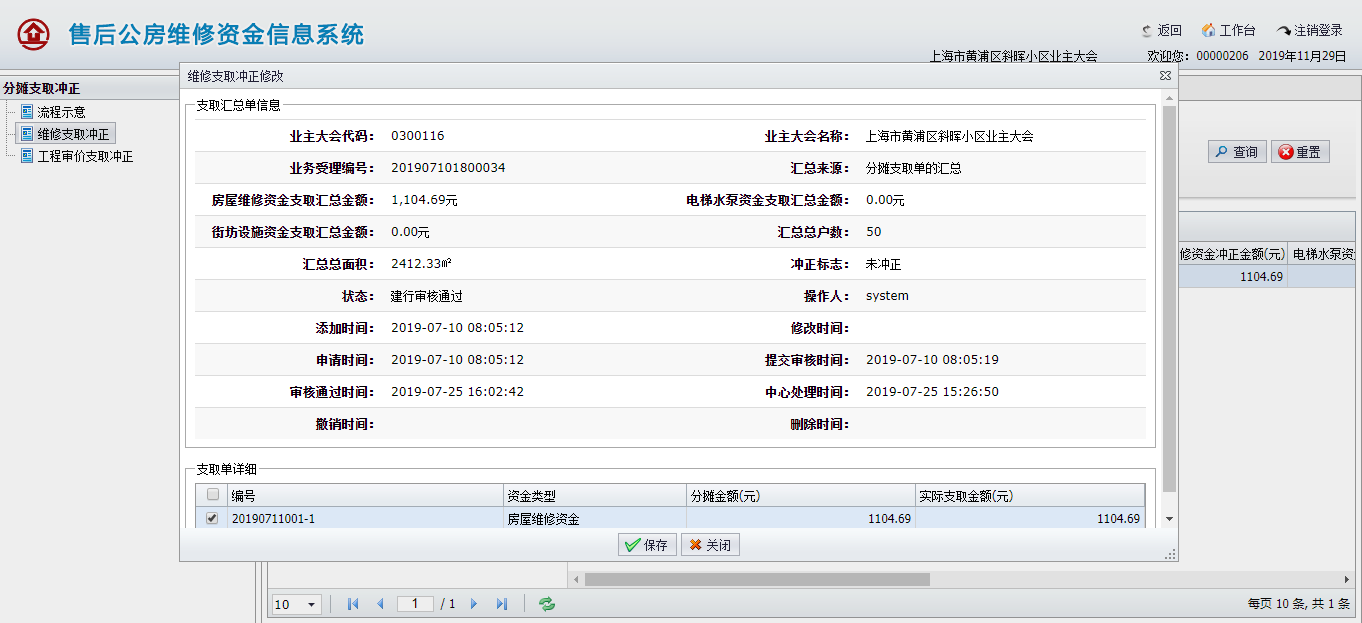 售后公房维修资金信息系统
返回 工作台 注销登录
上海市黄浦区斜晖小区业主大会 欢迎您：00000206 2019年11月29日
分摊支取冲正
流程示意
维修支取冲正
工程审价支取冲正
维修支取冲正修改
支取汇总单信息
业主大会代码： 0300116 业主大会名称： 上海市黄浦区斜晖小区业主大会
业务受理编号： 201907101800034 汇总来源： 分摊支取单的汇总
房屋维修资金支取汇总金额： 1,104.69元 电梯水泵资金支取汇总金额： 0.00元
街坊设施资金支取汇总金额： 0.00元 汇总总户数： 50
汇总总面积： 2412.33㎡ 冲正标志： 未冲正
状态： 建行审核通过 操作人： system
添加时间： 2019-07-10 08:05:12 修改时间：
申请时间： 2019-07-10 08:05:12 提交审核时间： 2019-07-10 08:05:19
审核通过时间： 2019-07-25 16:02:42 中心处理时间： 2019-07-25 15:26:50
撤销时间： 删除时间：
支取单详细
编号 资金类型 分摊金额(元) 实际支取金额(元)
20190711001-1 房屋维修资金 1104.69 1104.69
保存 关闭
查询 重置
修资金冲正金额(元) 电梯水泵资
1104.69
10 1 / 1 每页 10 条, 共 1 条